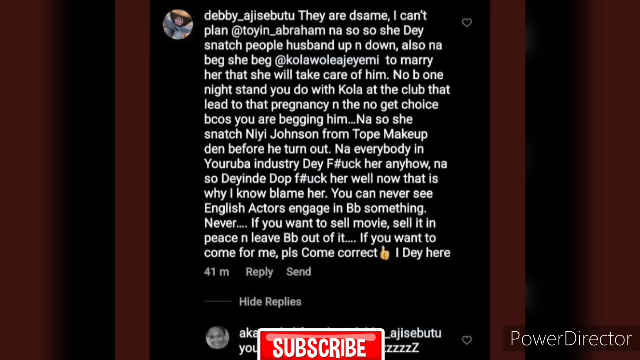 debby_ajisebutu They are dsame, I can't
plan @toyin_abraham na so so she Dey
snatch people husband up n down, also na
beg she beg @kolawoleajeyemi to marry
her that she will take care of him. No b one
night stand you do with Kola at the club that
lead to that pregnancy n the no get choice
bcos you are begging him...Na so she
snatch Niyi Johnson from Tope Makeup
den before he turn out. Na everybody in
Youruba industry Dey F#uck her anyhow, na
so Deyinde Dop f#uck her well now that is
why I know blame her. You can never see
English Actors engage in Bb something.
Never.... If you want to sell movie, sell it in
peace n leave Bb out of it.... If you want to
come for me, pls Come correct👍 I Dey here
41 m Reply Send
Hide Replies
aka _ajisebutu
you zzzzZ
SUBSCRIBE
PowerDirector